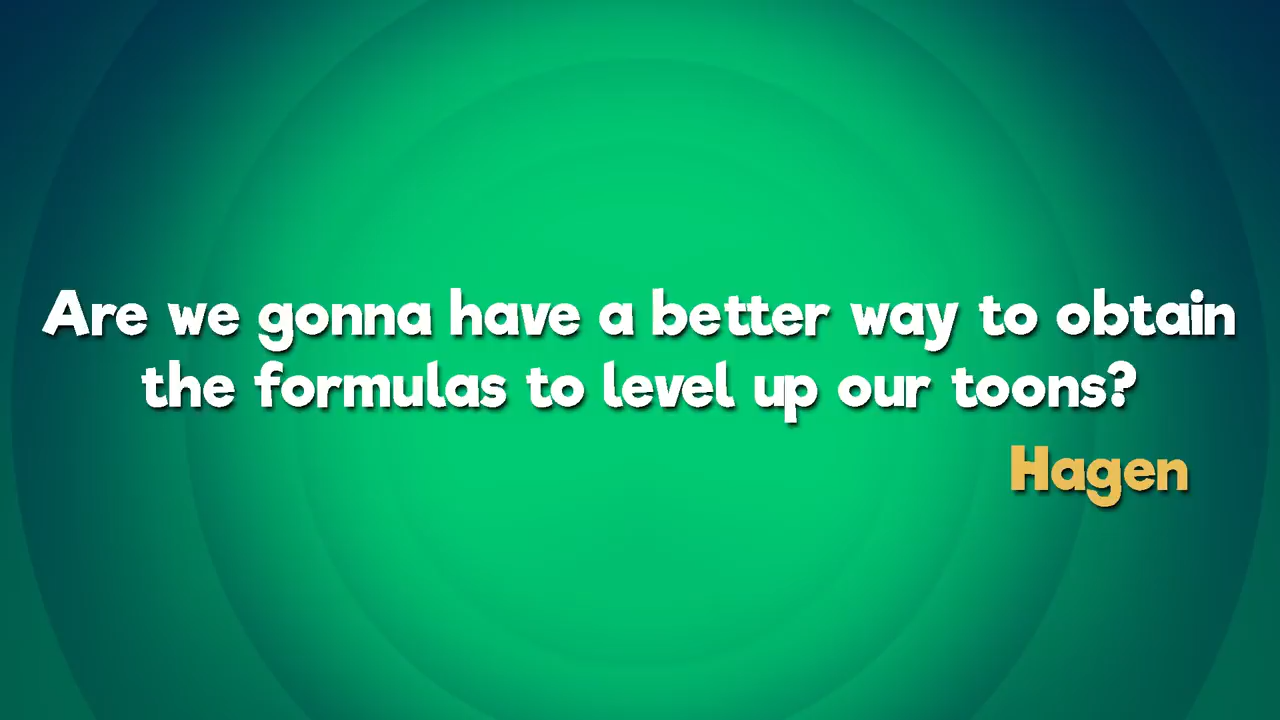 Are we gonna have a better way to obtain
the formulas to level up our toons?
Hagen